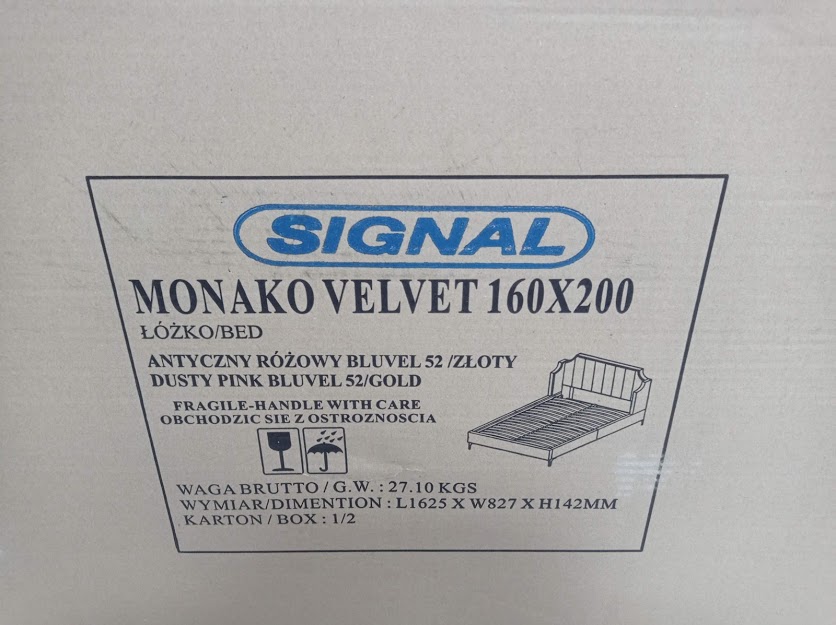 SIGNAL
MONAKO VELVET 160X200
ŁÓŻKO/BED
ANTYCZNY RÓŻOWY BLUVEL 52 /ZŁOTY
DUSTY PINK BLUVEL 52/GOLD
FRAGILE-HANDLE WITH CARE
OBCHODZIC SIE Z OSTROZNOSCIA
WAGA BRUTTO / G.W. : 27.10 KGS
WYMIAR/DIMENTION : L1625 X W827 X H142MM
KARTON / BOX : 1/2